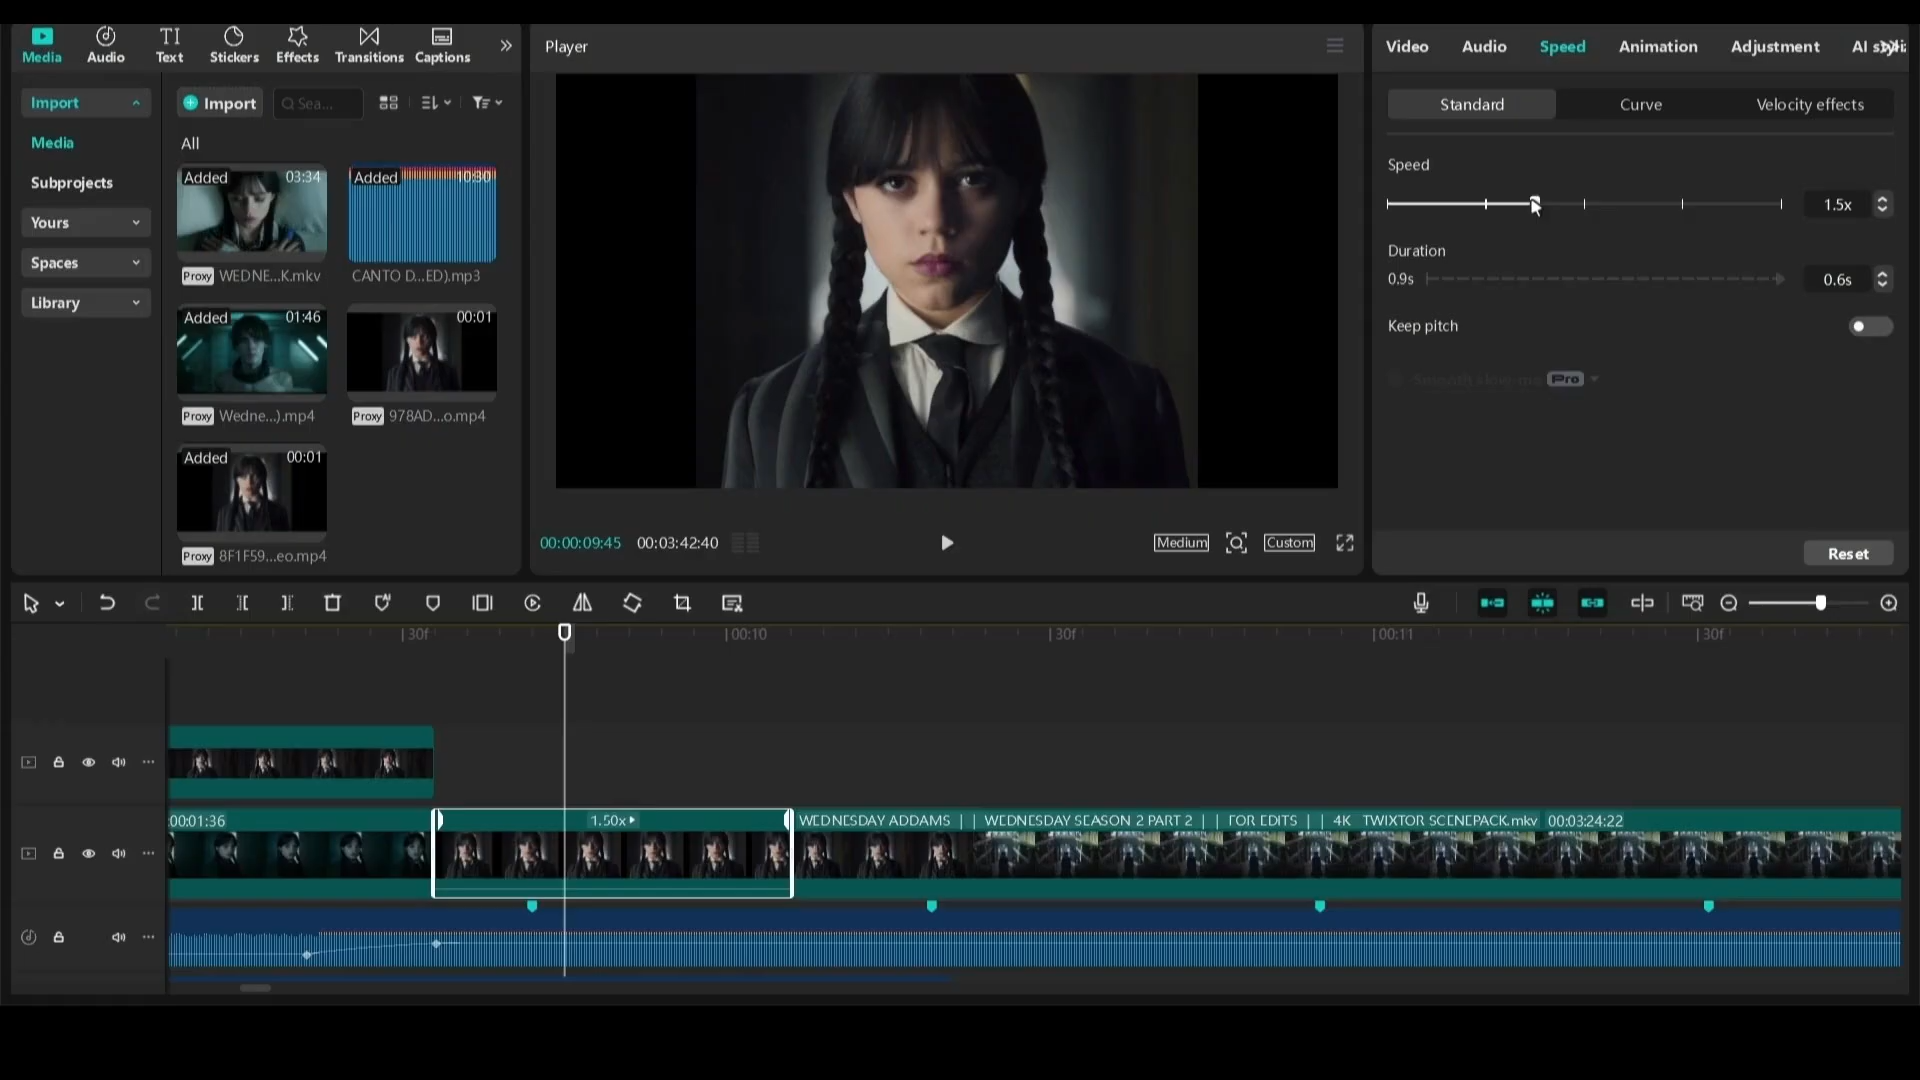 Media
Audio
Text
Stickers
Effects
Transitions
Captions
Import
Media
Subprojects
Yours
Spaces
Library
Import
Sea...
All
Added 03:34
Proxy WEDNE...K.mkv
Added 10:30
CANTO D...ED).mp3
Added 01:46
Proxy Wedne...).mp4
00:01
Proxy 978AD...o.mp4
Added 00:01
Proxy 8F1F59...eo.mp4
Player
00:00:09:45 00:03:42:40
Medium
Custom
Video
Audio
Speed
Animation
Adjustment
Standard
Curve
Velocity effects
Speed
1.5x
Duration
0.9s
0.6s
Keep pitch
Smooth slow-mo Pro
Reset
30f
00:10
30f
00:11
30f
00:01:36
1.50x
WEDNESDAY ADDAMS | | WEDNESDAY SEASON 2 PART 2 | | FOR EDITS | | 4K TWIXTOR SCENEPACK.mkv 00:03:24:22